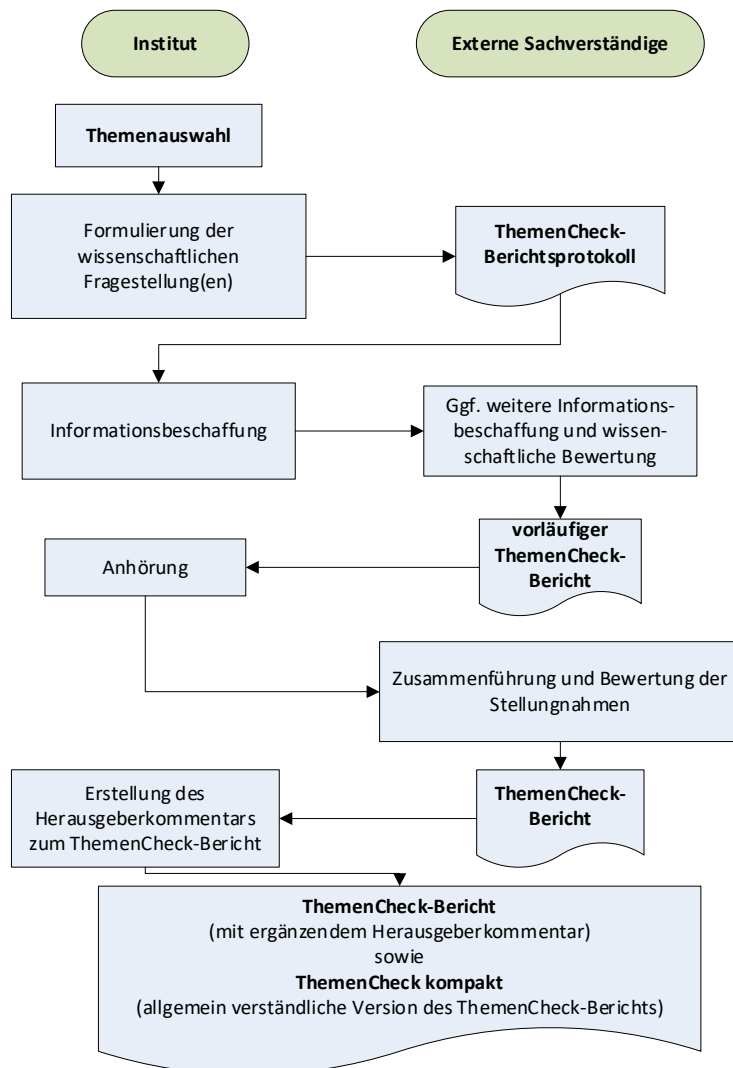 Institut
Externe Sachverständige
Themenauswahl
Formulierung der
wissenschaftlichen
Fragestellung(en)
ThemenCheck-
Berichtsprotokoll
Informationsbeschaffung
Ggf. weitere Informations-
beschaffung und wissen-
schaftliche Bewertung
vorläufiger
ThemenCheck-
Bericht
Anhörung
Zusammenführung und Bewertung der
Stellungnahmen
ThemenCheck-
Bericht
Erstellung des
Herausgeberkommentars
zum ThemenCheck-Bericht
ThemenCheck-Bericht
(mit ergänzendem Herausgeberkommentar)
sowie
ThemenCheck kompakt
(allgemein verständliche Version des ThemenCheck-Berichts)